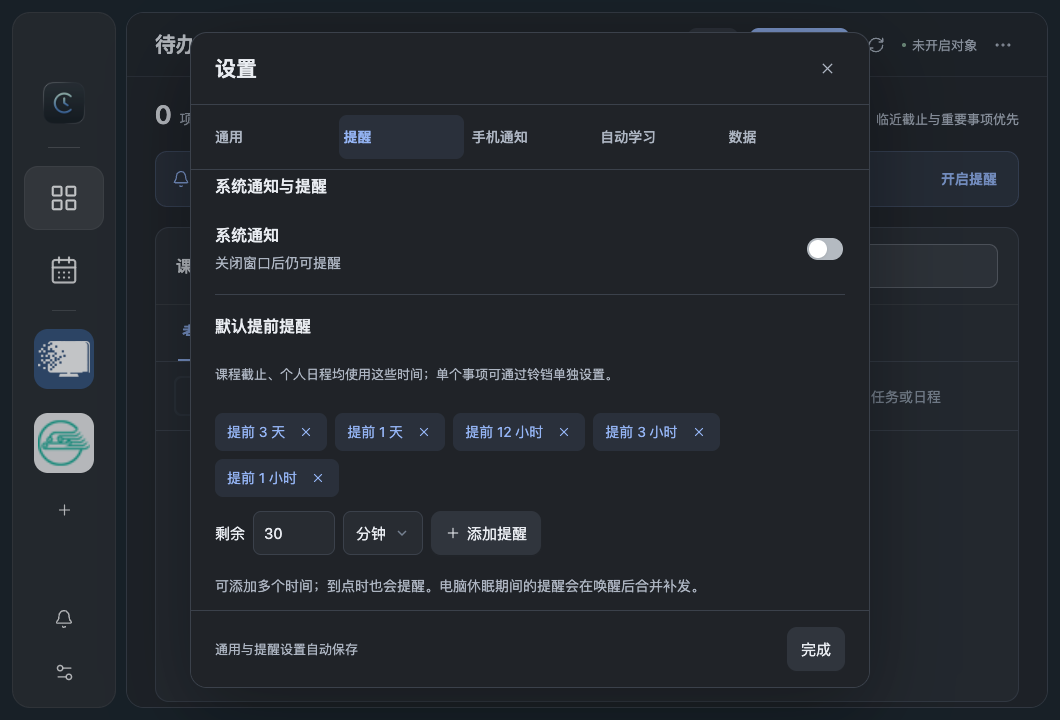 待办
未开启对象
设置
0 项
临近截止与重要事项优先
通用
提醒
手机通知
自动学习
数据
开启提醒
系统通知与提醒
系统通知
关闭窗口后仍可提醒
课
默认提前提醒
课程截止、个人日程均使用这些时间；单个事项可通过铃铛单独设置。
任务或日程
提前 3 天
提前 1 天
提前 12 小时
提前 3 小时
提前 1 小时
剩余
30
分钟
添加提醒
可添加多个时间；到点时也会提醒。电脑休眠期间的提醒会在唤醒后合并补发。
通用与提醒设置自动保存
完成